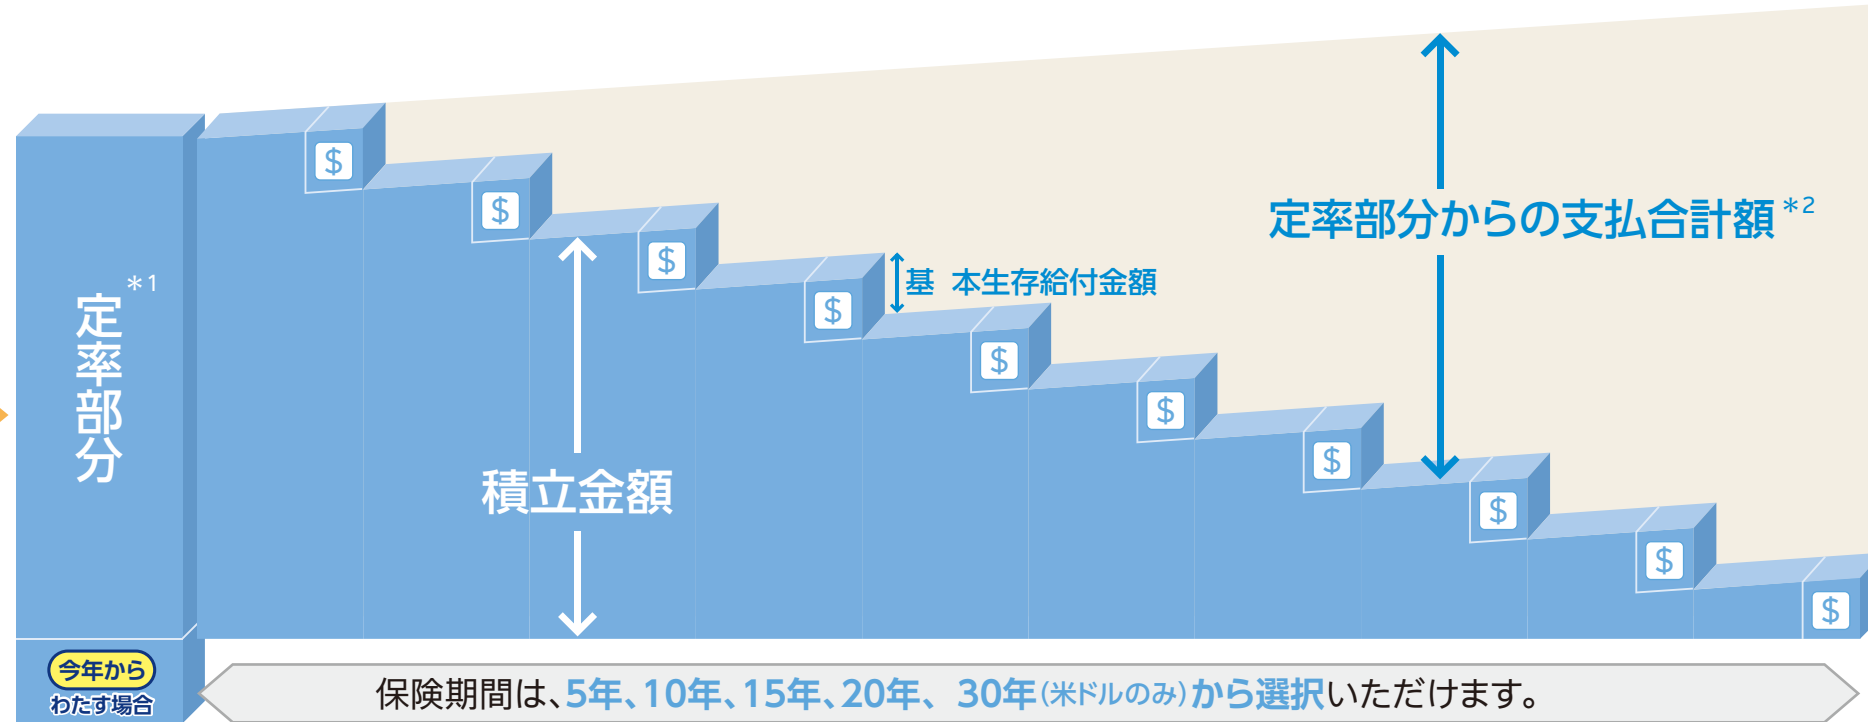 定率部分*1
今年から
わたす場合
$
$
$
$
基 本生存給付金額
$
$
$
$
$
$
積立金額
定率部分からの支払合計額*2
保険期間は、5年、10年、15年、20年、30年(米ドルのみ)から選択いただけます。